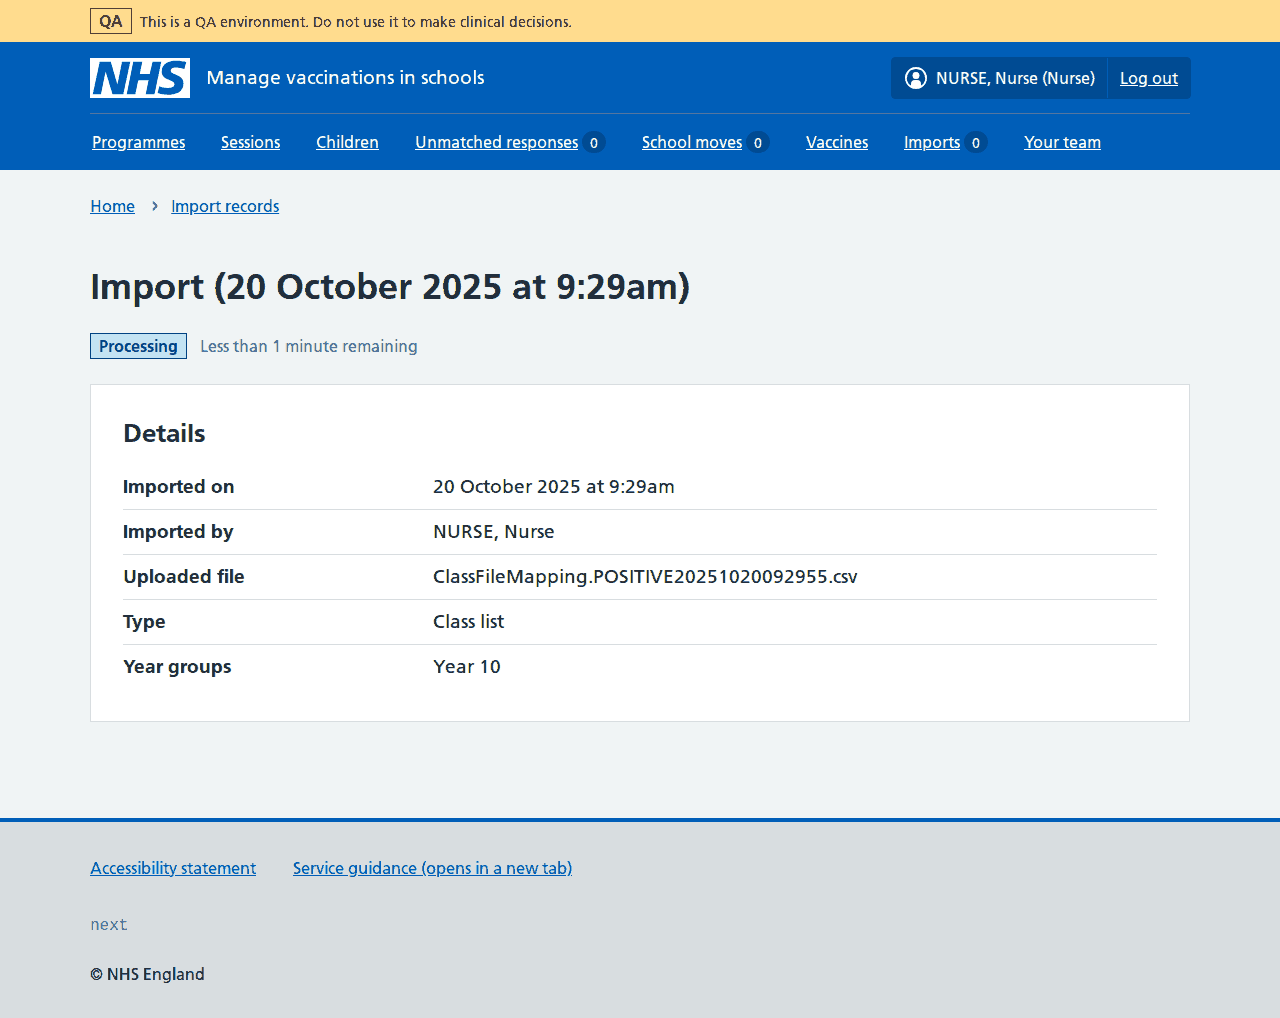 QA This is a QA environment. Do not use it to make clinical decisions.
NHS Manage vaccinations in schools NURSE, Nurse (Nurse) Log out
Programmes Sessions Children Unmatched responses 0 School moves 0 Vaccines Imports 0 Your team
Home Import records
Import (20 October 2025 at 9:29am)
Processing Less than 1 minute remaining
Details
Imported on 20 October 2025 at 9:29am
Imported by NURSE, Nurse
Uploaded file ClassFileMapping.POSITIVE20251020092955.csv
Type Class list
Year groups Year 10
Accessibility statement Service guidance (opens in a new tab)
next
© NHS England